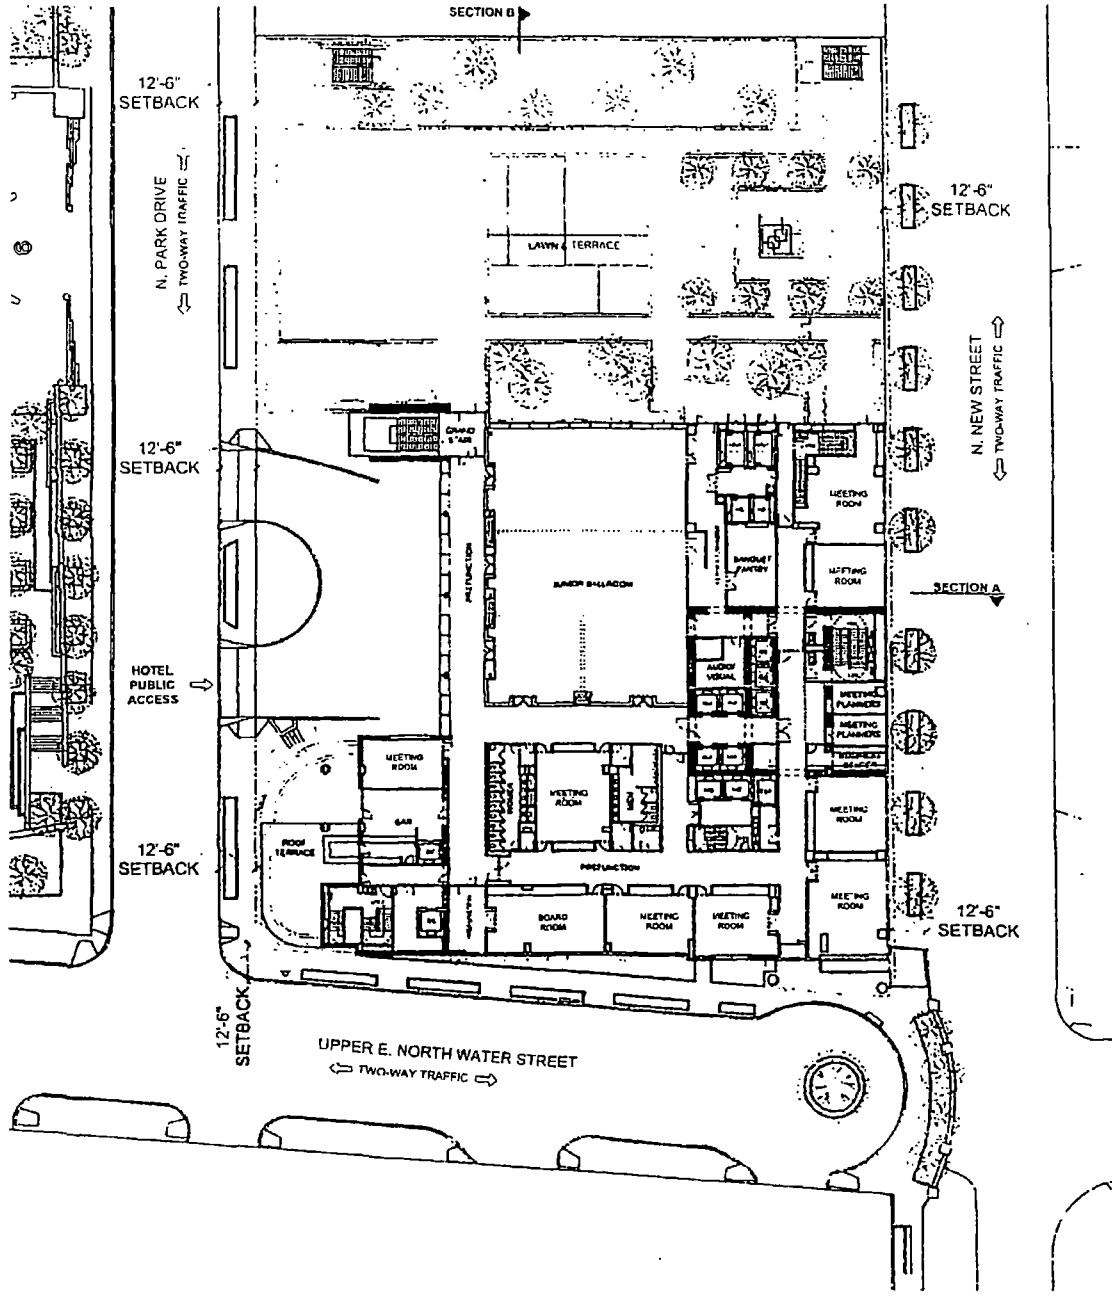 SECTION B
12'-6"
SETBACK
N. PARK DRIVE
TWO-WAY TRAFFIC
12'-6"
SETBACK
LAWN & TERRACE
N. NEW STREET
TWO-WAY TRAFFIC
GRAND
STAIR
12'-6"
SETBACK
MEETING
ROOM
PREFUNCTION
JUNIOR BALLROOM
BANQUET
PANTRY
MEETING
ROOM
SECTION A
HOTEL
PUBLIC
ACCESS
AUDIO/
VISUAL
MEETING
PLANNERS
MEETING
PLANNERS
MEETING
ROOM
WOMEN
MEETING
ROOM
MEN
MEETING
ROOM
BAR
ROOF
TERRACE
12'-6"
SETBACK
PREFUNCTION
MEETING
ROOM
PREFUNCTION
BOARD
ROOM
MEETING
ROOM
MEETING
ROOM
12'-6"
SETBACK
12'-6"
SETBACK
UPPER E. NORTH WATER STREET
TWO-WAY TRAFFIC